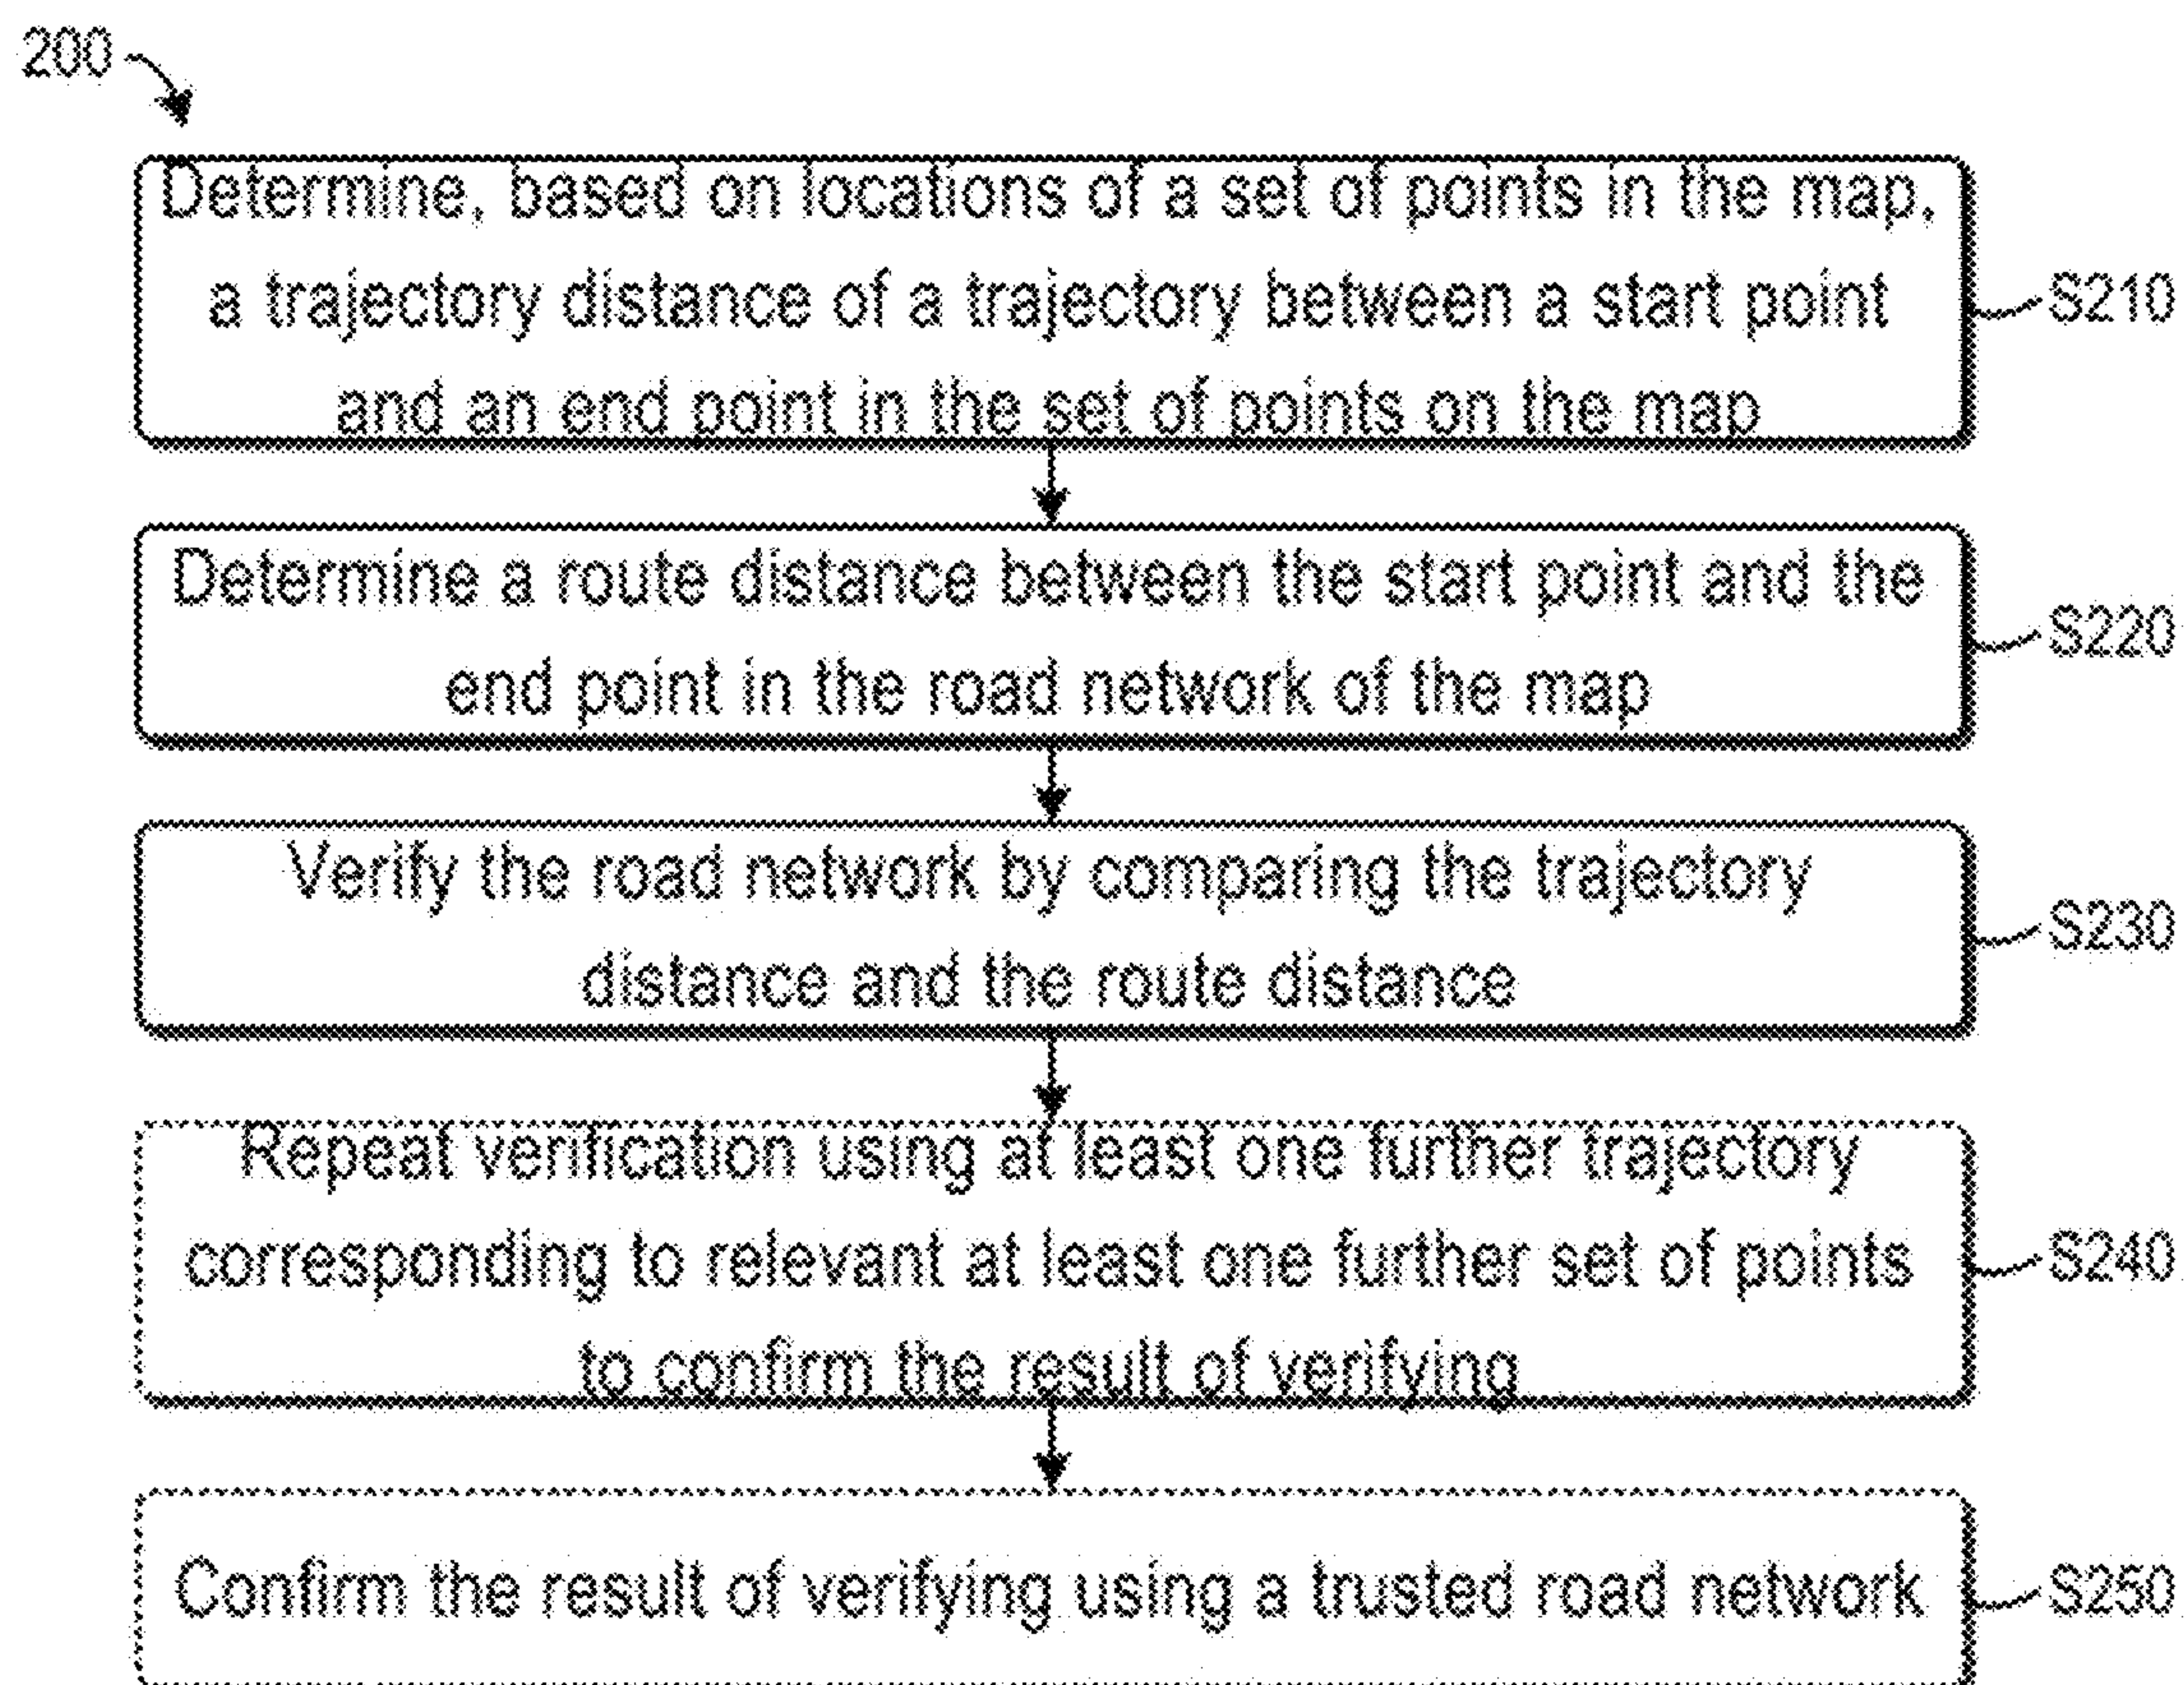 200
Determine, based on locations of a set of points in the map,
a trajectory distance of a trajectory between a start point
and an end point in the set of points on the map
S210
Determine a route distance between the start point and the
end point in the road network of the map
S220
Verify the road network by comparing the trajectory
distance and the route distance
S230
Repeat verification using at least one further trajectory
corresponding to relevant at least one further set of points
to confirm the result of verifying
S240
Confirm the result of verifying using a trusted road network
S250